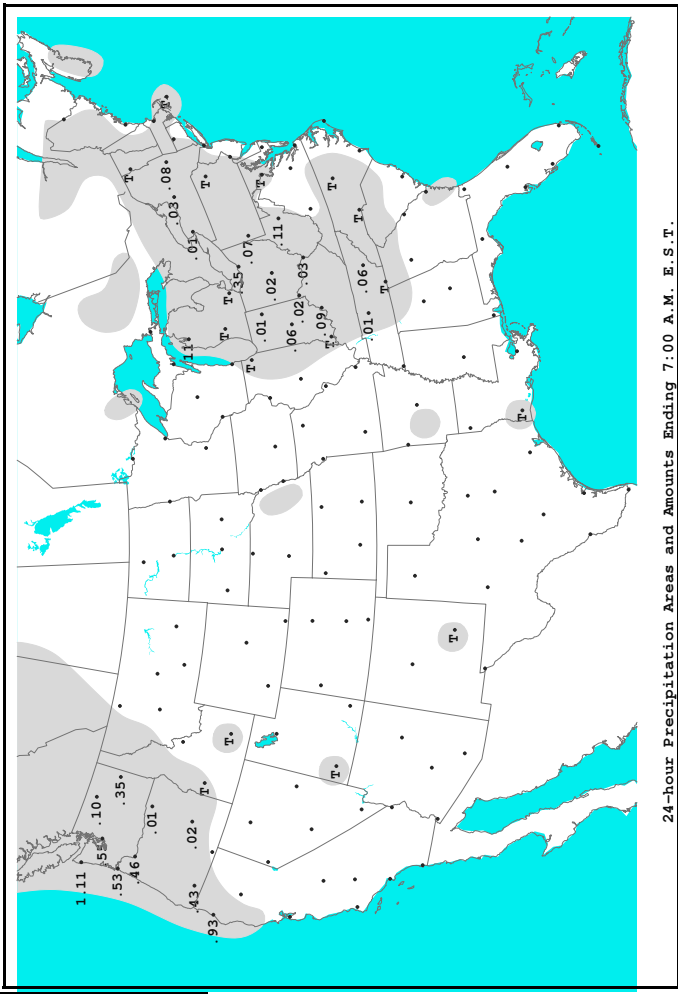 1.11
.10
.55
.53
.35
T
.46
.01
T
.08
.03
.11
.02
.01
.43
T
T
.93
T
T
T
.35
.07
T
T
.01
.02
.11
.06
.02
.03
.09
T
T
T
T
.06
.01
T
T
T
24-hour Precipitation Areas and Amounts Ending 7:00 A.M. E.S.T.